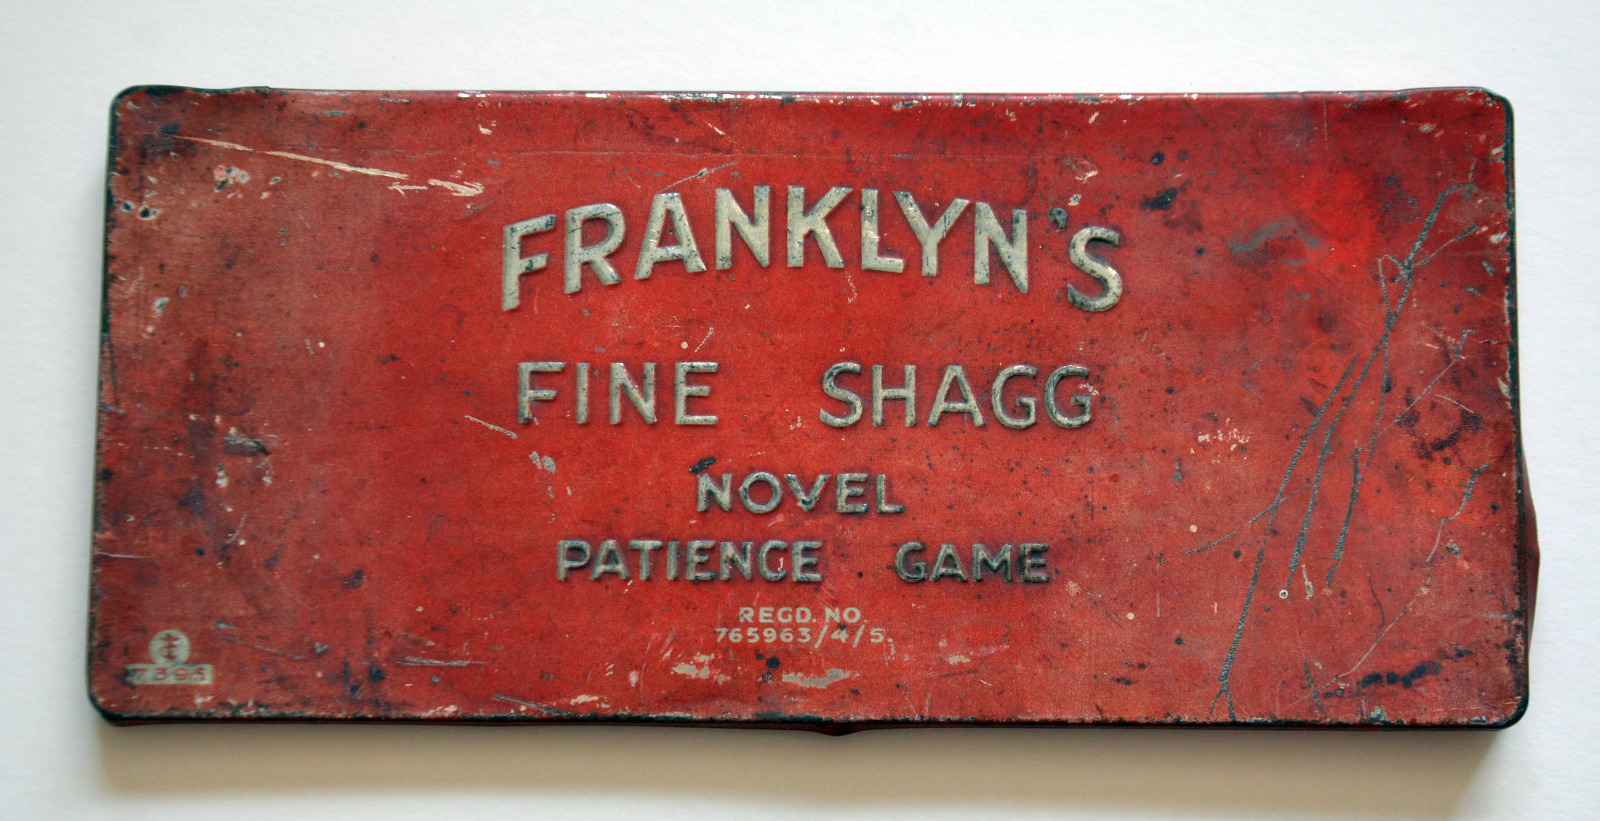 FRANKLYN'S
FINE SHAGG
NOVEL
PATIENCE GAME
REGD. NO.
765963/4/5.